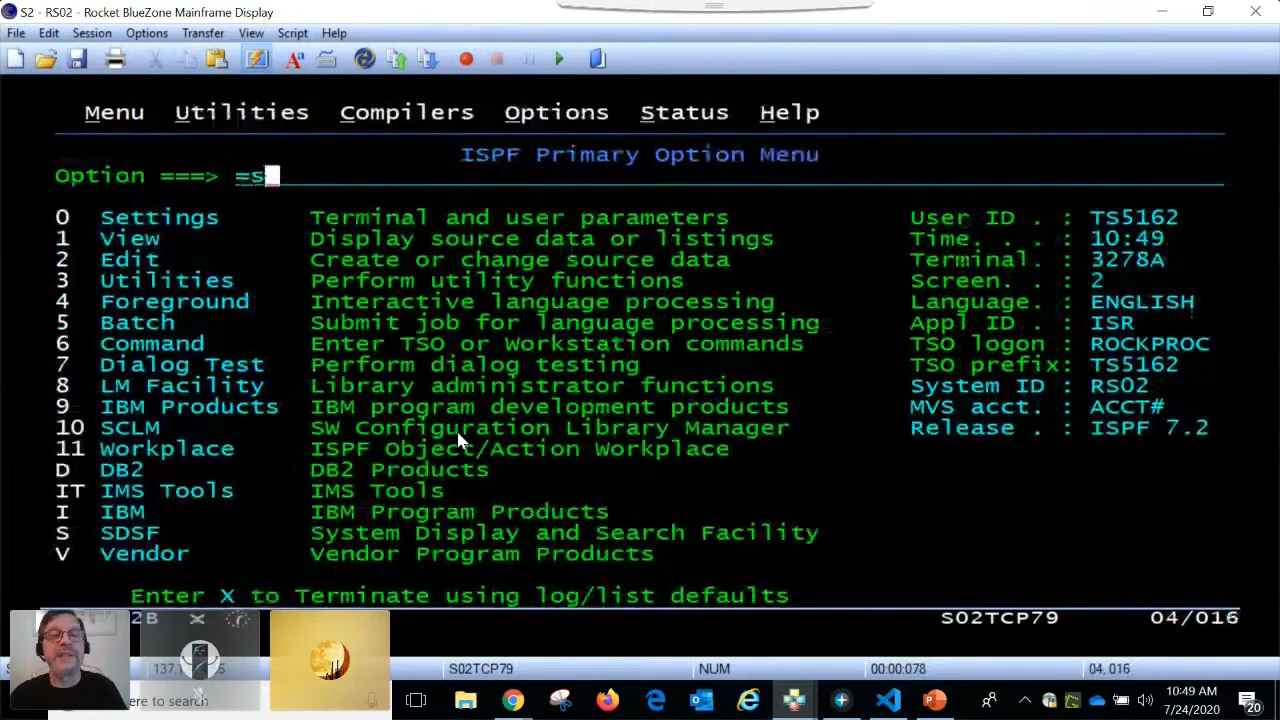 S2 - RS02 - Rocket BlueZone Mainframe Display
File Edit Session Options Transfer View Script Help
Menu Utilities Compilers Options Status Help
ISPF Primary Option Menu
Option ===> =s
0 Settings Terminal and user parameters User ID . : TS5162
1 View Display source data or listings Time. . . : 10:49
2 Edit Create or change source data Terminal. : 3278A
3 Utilities Perform utility functions Screen. . : 2
4 Foreground Interactive language processing Language. : ENGLISH
5 Batch Submit job for language processing Appl ID . : ISR
6 Command Enter TSO or Workstation commands TSO logon : ROCKPROC
7 Dialog Test Perform dialog testing TSO prefix: TS5162
8 LM Facility Library administrator functions System ID : RS02
9 IBM Products IBM program development products MVS acct. : ACCT#
10 SCLM SW Configuration Library Manager Release . : ISPF 7.2
11 Workplace ISPF Object/Action Workplace
D DB2 DB2 Products
IT IMS Tools IMS Tools
I IBM IBM Program Products
S SDSF System Display and Search Facility
V Vendor Vendor Program Products
Enter X to Terminate using log/list defaults
2B S02TCP79 04/016
S02TCP79 NUM 00:00:078 04, 016
re to search 10:49 AM
7/24/2020 20